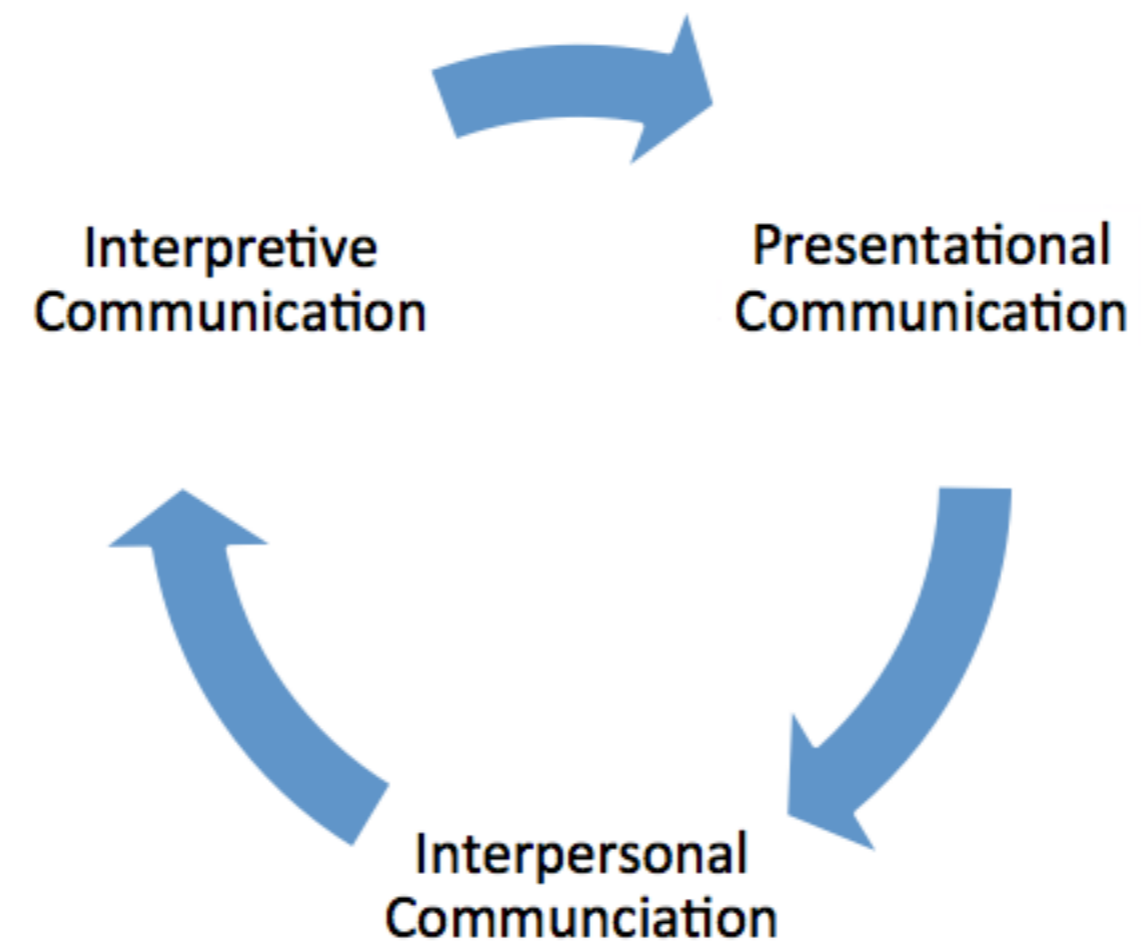 Interpretive
Communication
Presentational
Communication
Interpersonal
Communciation